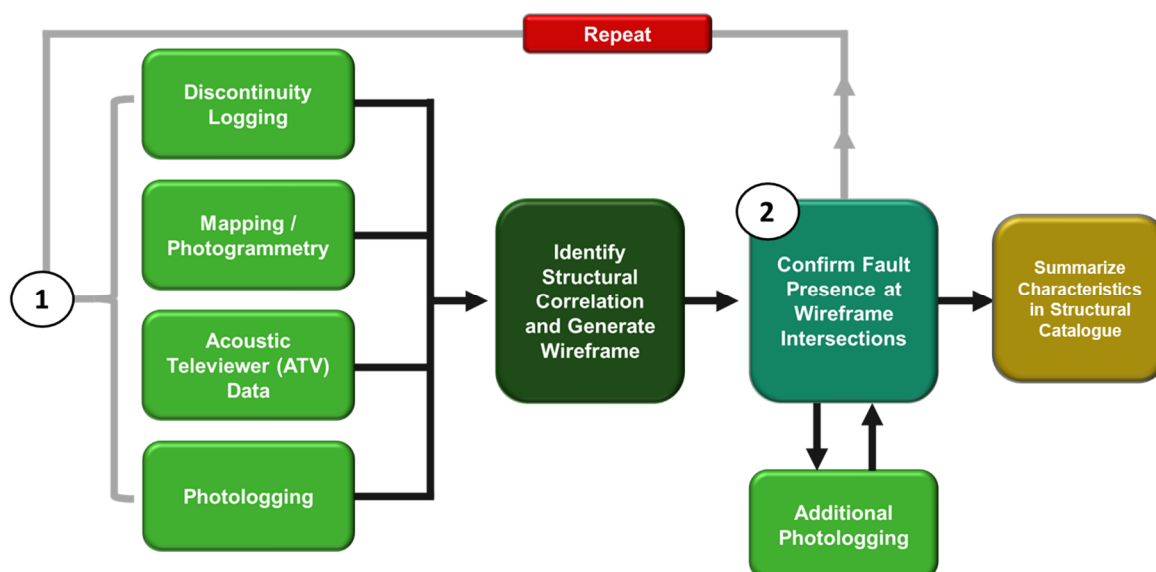 Repeat
1
Discontinuity
Logging
Mapping /
Photogrammetry
Acoustic
Televiewer (ATV)
Data
Photologging
Identify
Structural
Correlation
and Generate
Wireframe
2
Confirm Fault
Presence at
Wireframe
Intersections
Additional
Photologging
Summarize
Characteristics
in Structural
Catalogue